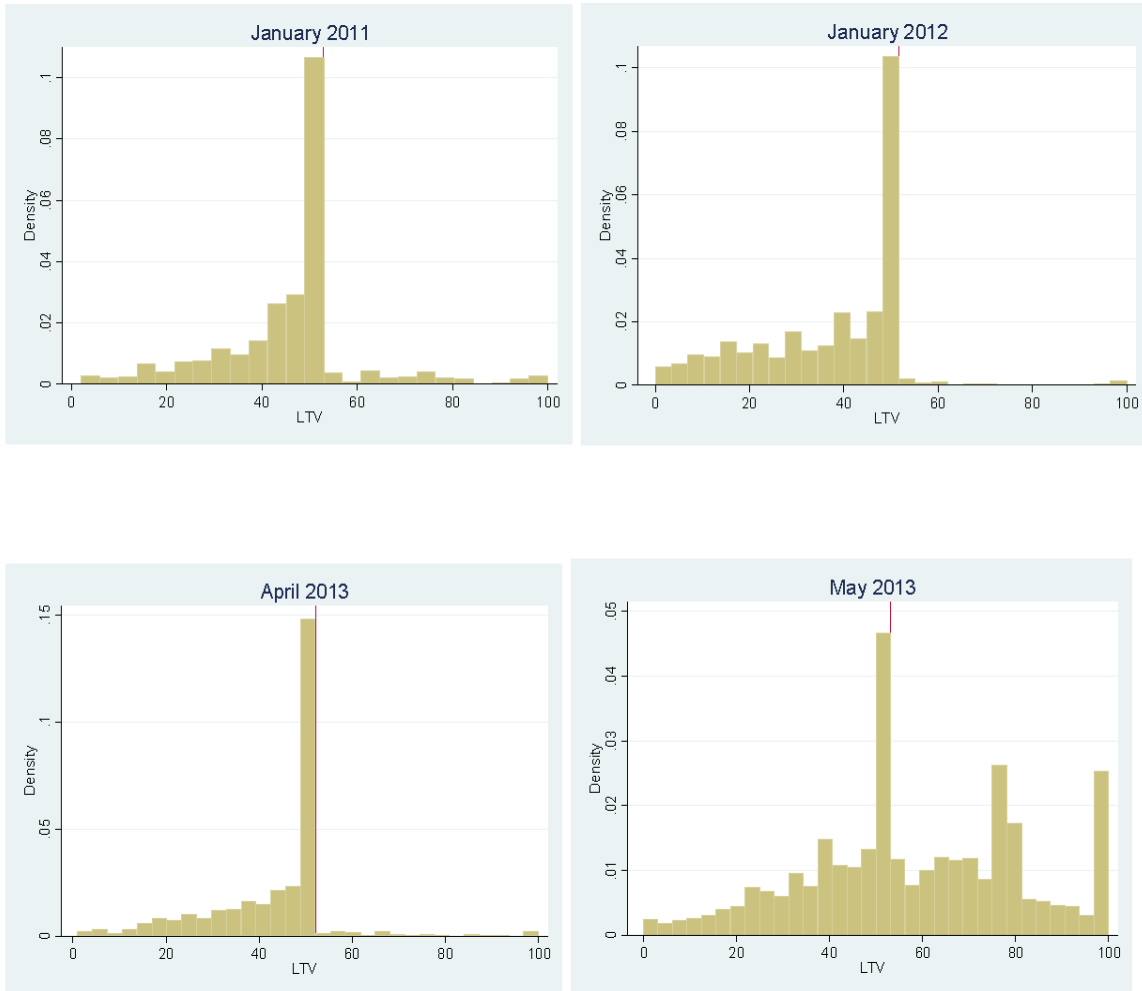 January 2011
Density
0 .02 .04 .06 .08 .1
0 20 40 60 80 100
LTV
January 2012
Density
0 .02 .04 .06 .08 .1
0 20 40 60 80 100
LTV
April 2013
Density
0 .05 .1 .15
0 20 40 60 80 100
LTV
May 2013
Density
0 .01 .02 .03 .04 .05
0 20 40 60 80 100
LTV